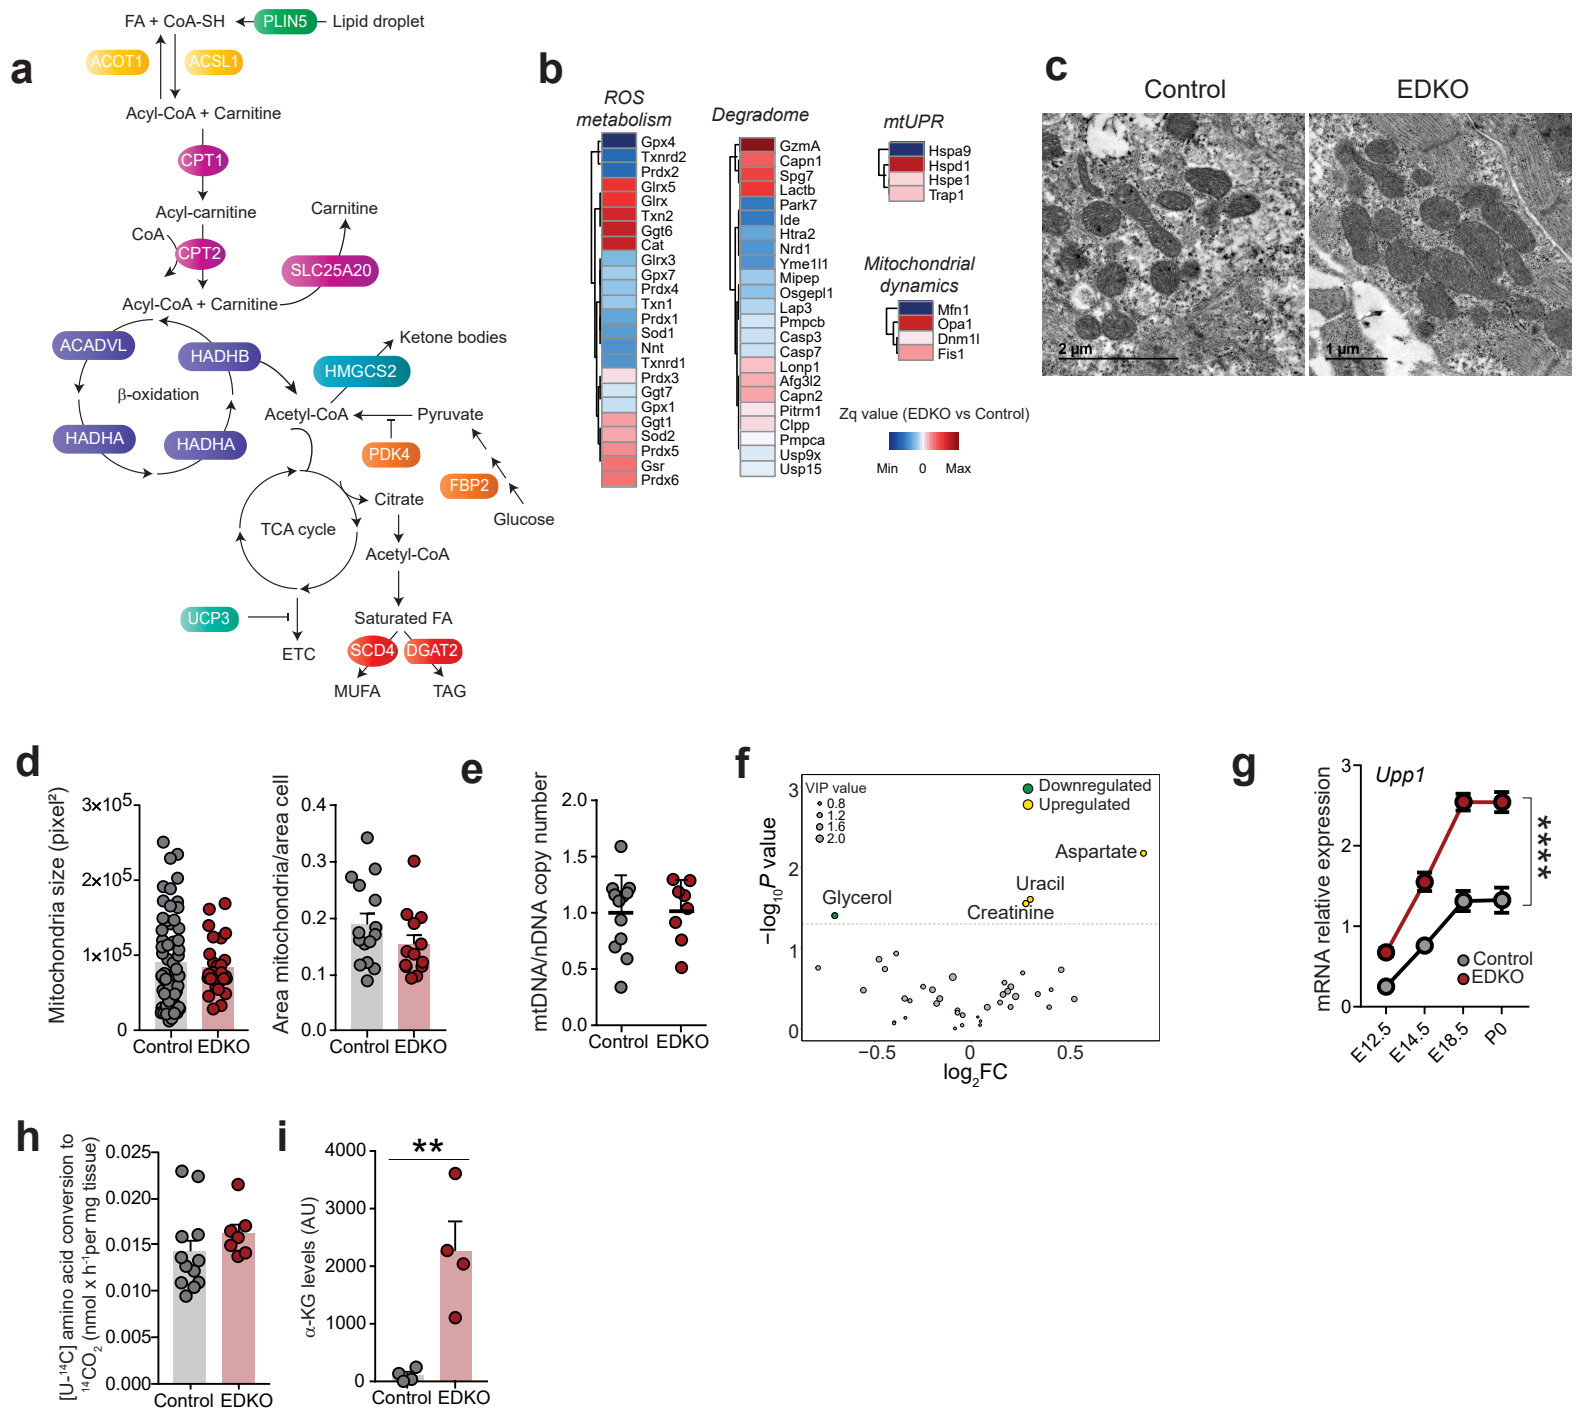 a
FA + CoA-SH
PLIN5
Lipid droplet
ACOT1
ACSL1
Acyl-CoA + Carnitine
CPT1
Acyl-carnitine
CoA
CPT2
Carnitine
SLC25A20
Acyl-CoA + Carnitine
ACADVL
HADHB
Ketone bodies
HMGCS2
β-oxidation
Acetyl-CoA
Pyruvate
HADHA
HADHA
PDK4
FBP2
Glucose
Citrate
TCA cycle
Acetyl-CoA
UCP3
Saturated FA
ETC
SCD4
DGAT2
MUFA
TAG
b
ROS
metabolism
Gpx4
Txnrd2
Prdx2
Glrx5
Glrx
Txn2
Ggt6
Cat
Glrx3
Gpx7
Prdx4
Txn1
Prdx1
Sod1
Nnt
Txnrd1
Prdx3
Ggt7
Gpx1
Ggt1
Sod2
Prdx5
Gsr
Prdx6
Degradome
GzmA
Capn1
Spg7
Lactb
Park7
Ide
Htra2
Nrd1
Yme1l1
Mipep
Osgepl1
Lap3
Pmpcb
Casp3
Casp7
Lonp1
Afg3l2
Capn2
Pitrm1
Clpp
Pmpca
Usp9x
Usp15
mtUPR
Hspa9
Hspd1
Hspe1
Trap1
Mitochondrial
dynamics
Mfn1
Opa1
Dnm1l
Fis1
Zq value (EDKO vs Control)
Min 0 Max
c
Control
EDKO
2 μm
1 μm
d
Mitochondria size (pixel²)
3×10⁵
2×10⁵
1×10⁵
0
Control EDKO
Area mitochondria/area cell
0.4
0.3
0.2
0.1
0.0
Control EDKO
e
mtDNA/nDNA copy number
2.0
1.5
1.0
0.5
0.0
Control EDKO
f
−log₁₀P value
3
2
1
0
VIP value
0.8
1.2
1.6
2.0
Downregulated
Upregulated
Aspartate
Uracil
Glycerol
Creatinine
−0.5 0 0.5
log₂FC
g
Upp1
mRNA relative expression
3
2
1
0
****
Control
EDKO
E12.5 E14.5 E18.5 P0
h
[U-¹⁴C] amino acid conversion to
¹⁴CO₂ (nmol x h⁻¹per mg tissue)
0.025
0.020
0.015
0.010
0.005
0.000
Control EDKO
i
α-KG levels (AU)
4000
3000
2000
1000
0
**
Control EDKO